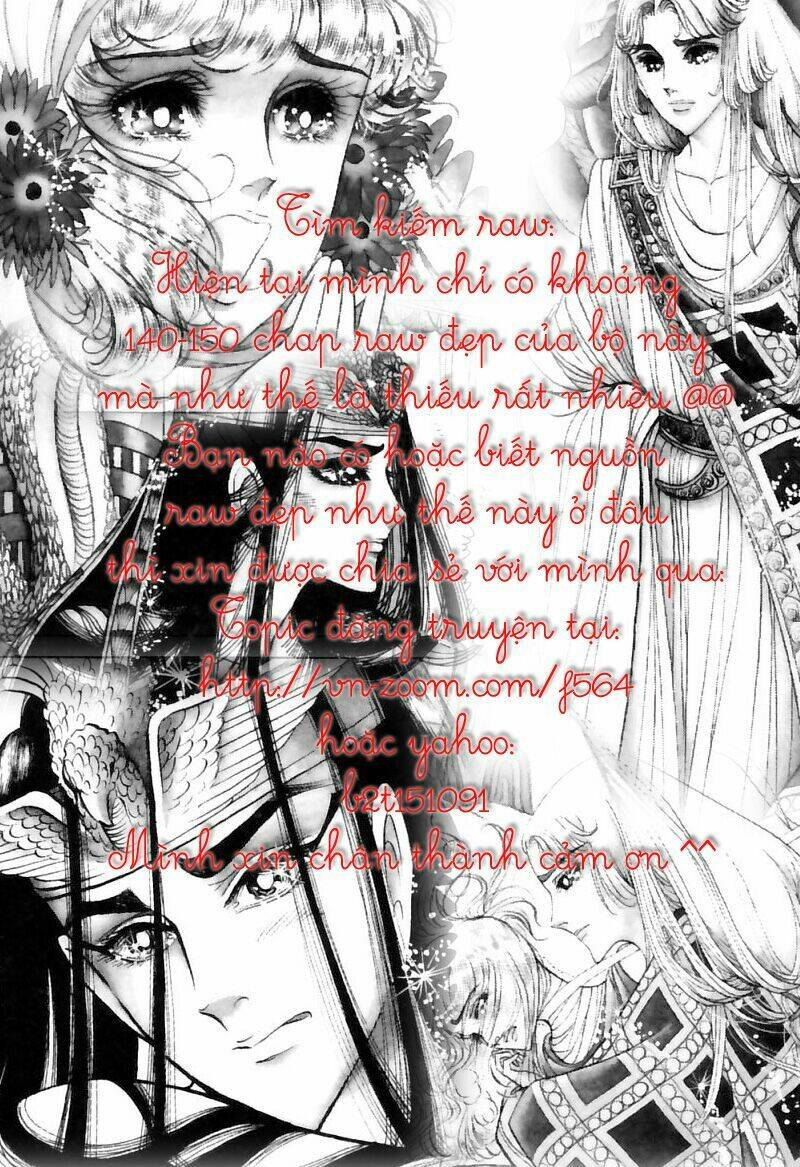 Tìm kiếm raw:
Hiện tại mình chỉ có khoảng
140-150 chap raw đẹp của bộ này
mà như thế là thiếu rất nhiều @@
Bạn nào có hoặc biết nguồn
raw đẹp như thế này ở đâu
thì xin được chia sẻ với mình qua:
Topic đăng truyện tại:
http://vn-zoom.com/f564
hoặc yahoo:
b2t151091
Mình xin chân thành cảm ơn ^^